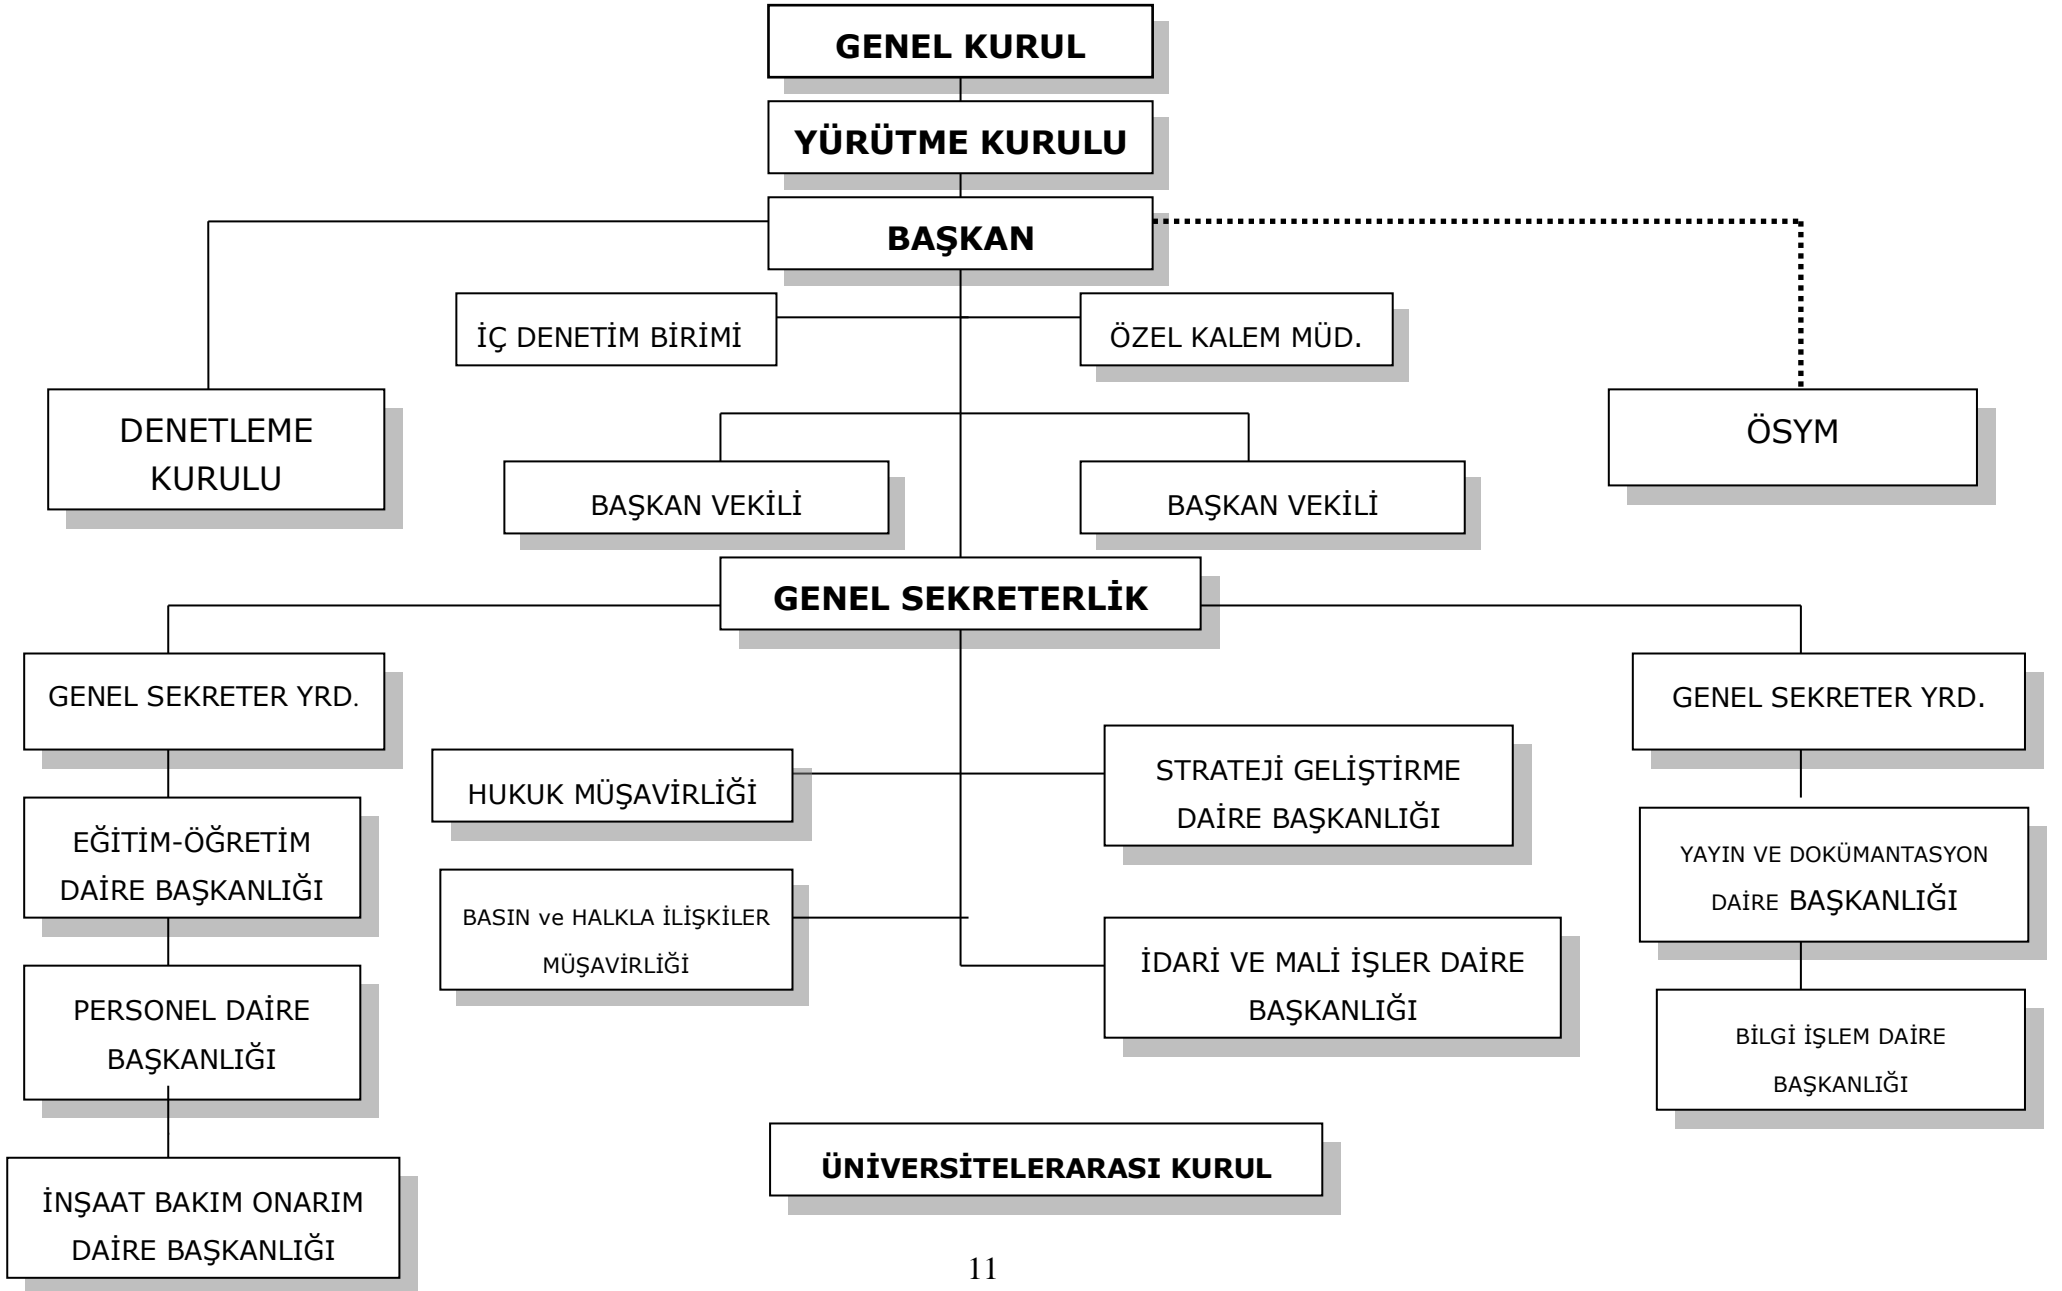 GENEL KURUL
YÜRÜTME KURULU
BAŞKAN
İÇ DENETİM BİRİMİ
ÖZEL KALEM MÜD.
DENETLEME
KURULU
ÖSYM
BAŞKAN VEKİLİ
BAŞKAN VEKİLİ
GENEL SEKRETERLİK
GENEL SEKRETER YRD.
GENEL SEKRETER YRD.
HUKUK MÜŞAVİRLİĞİ
STRATEJİ GELİŞTİRME
DAİRE BAŞKANLIĞI
EĞİTİM-ÖĞRETİM
DAİRE BAŞKANLIĞI
YAYIN VE DOKÜMANTASYON
DAİRE BAŞKANLIĞI
BASIN ve HALKLA İLİŞKİLER
MÜŞAVİRLİĞİ
İDARİ VE MALİ İŞLER DAİRE
BAŞKANLIĞI
PERSONEL DAİRE
BAŞKANLIĞI
BİLGİ İŞLEM DAİRE
BAŞKANLIĞI
ÜNİVERSİTELERARASI KURUL
İNŞAAT BAKIM ONARIM
DAİRE BAŞKANLIĞI
11